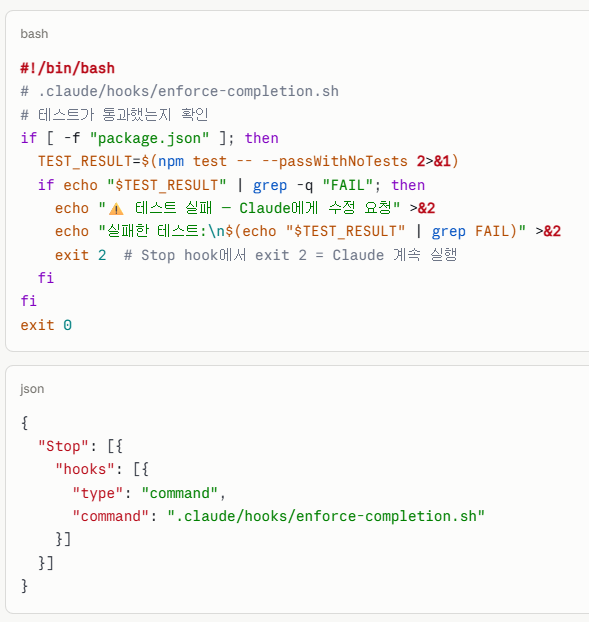 bash
#!/bin/bash
# .claude/hooks/enforce-completion.sh
# 테스트가 통과했는지 확인
if [ -f "package.json" ]; then
  TEST_RESULT=$(npm test -- --passWithNoTests 2>&1)
  if echo "$TEST_RESULT" | grep -q "FAIL"; then
    echo "⚠️ 테스트 실패 — Claude에게 수정 요청" >&2
    echo "실패한 테스트:\n$(echo "$TEST_RESULT" | grep FAIL)" >&2
    exit 2  # Stop hook에서 exit 2 = Claude 계속 실행
  fi
fi
exit 0
json
{
  "Stop": [{
    "hooks": [{
      "type": "command",
      "command": ".claude/hooks/enforce-completion.sh"
    }]
  }]
}